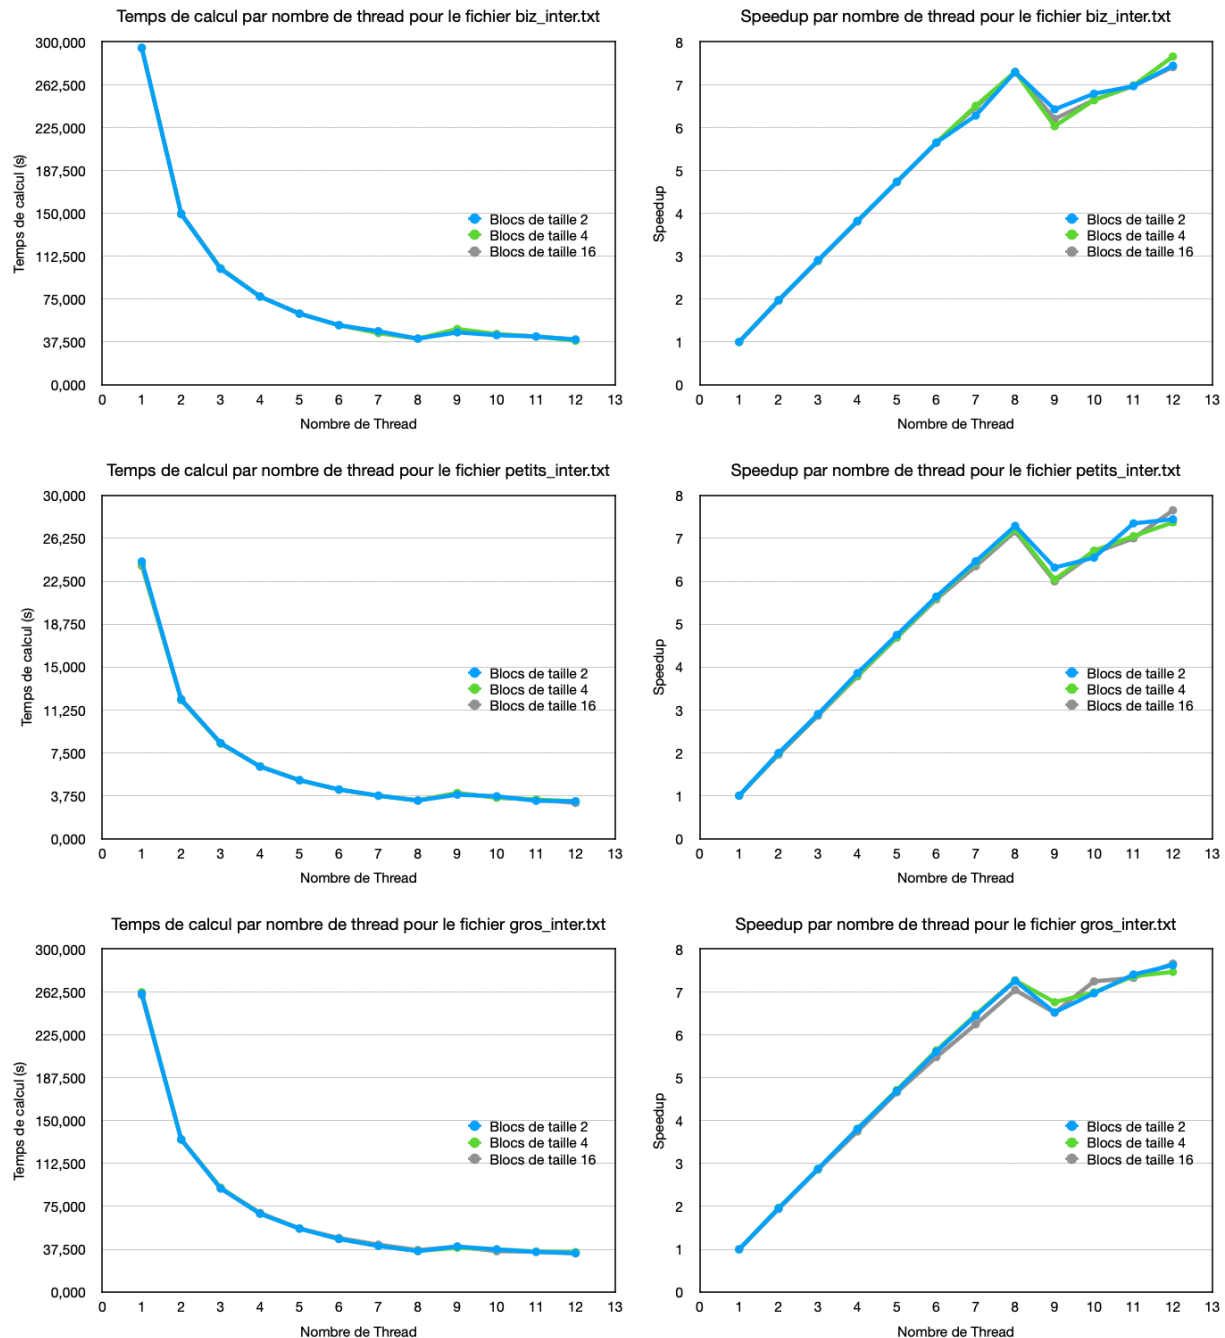 Temps de calcul par nombre de thread pour le fichier biz_inter.txt
Temps de calcul (s)
300,000
262,500
225,000
187,500
150,000
112,500
75,000
37,500
0,000
Blocs de taille 2
Blocs de taille 4
Blocs de taille 16
0 1 2 3 4 5 6 7 8 9 10 11 12 13
Nombre de Thread
Speedup par nombre de thread pour le fichier biz_inter.txt
Speedup
8
7
6
5
4
3
2
1
0
Blocs de taille 2
Blocs de taille 4
Blocs de taille 16
0 1 2 3 4 5 6 7 8 9 10 11 12 13
Nombre de Thread
Temps de calcul par nombre de thread pour le fichier petits_inter.txt
Temps de calcul (s)
30,000
26,250
22,500
18,750
15,000
11,250
7,500
3,750
0,000
Blocs de taille 2
Blocs de taille 4
Blocs de taille 16
0 1 2 3 4 5 6 7 8 9 10 11 12 13
Nombre de Thread
Speedup par nombre de thread pour le fichier petits_inter.txt
Speedup
8
7
6
5
4
3
2
1
0
Blocs de taille 2
Blocs de taille 4
Blocs de taille 16
0 1 2 3 4 5 6 7 8 9 10 11 12 13
Nombre de Thread
Temps de calcul par nombre de thread pour le fichier gros_inter.txt
Temps de calcul (s)
300,000
262,500
225,000
187,500
150,000
112,500
75,000
37,500
0,000
Blocs de taille 2
Blocs de taille 4
Blocs de taille 16
0 1 2 3 4 5 6 7 8 9 10 11 12 13
Nombre de Thread
Speedup par nombre de thread pour le fichier gros_inter.txt
Speedup
8
7
6
5
4
3
2
1
0
Blocs de taille 2
Blocs de taille 4
Blocs de taille 16
0 1 2 3 4 5 6 7 8 9 10 11 12 13
Nombre de Thread